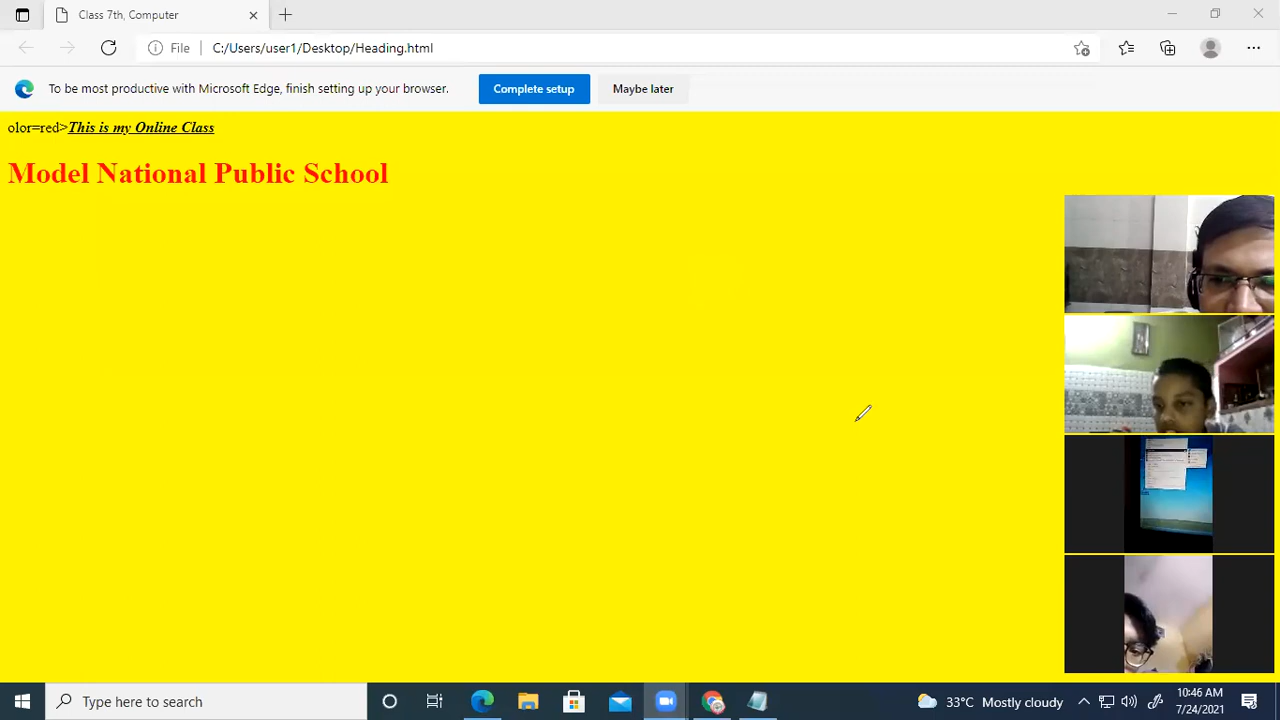 Class 7th, Computer
File C:/Users/user1/Desktop/Heading.html
To be most productive with Microsoft Edge, finish setting up your browser. Complete setup Maybe later
olor=red>This is my Online Class
Model National Public School
Type here to search
33°C Mostly cloudy
10:46 AM
7/24/2021